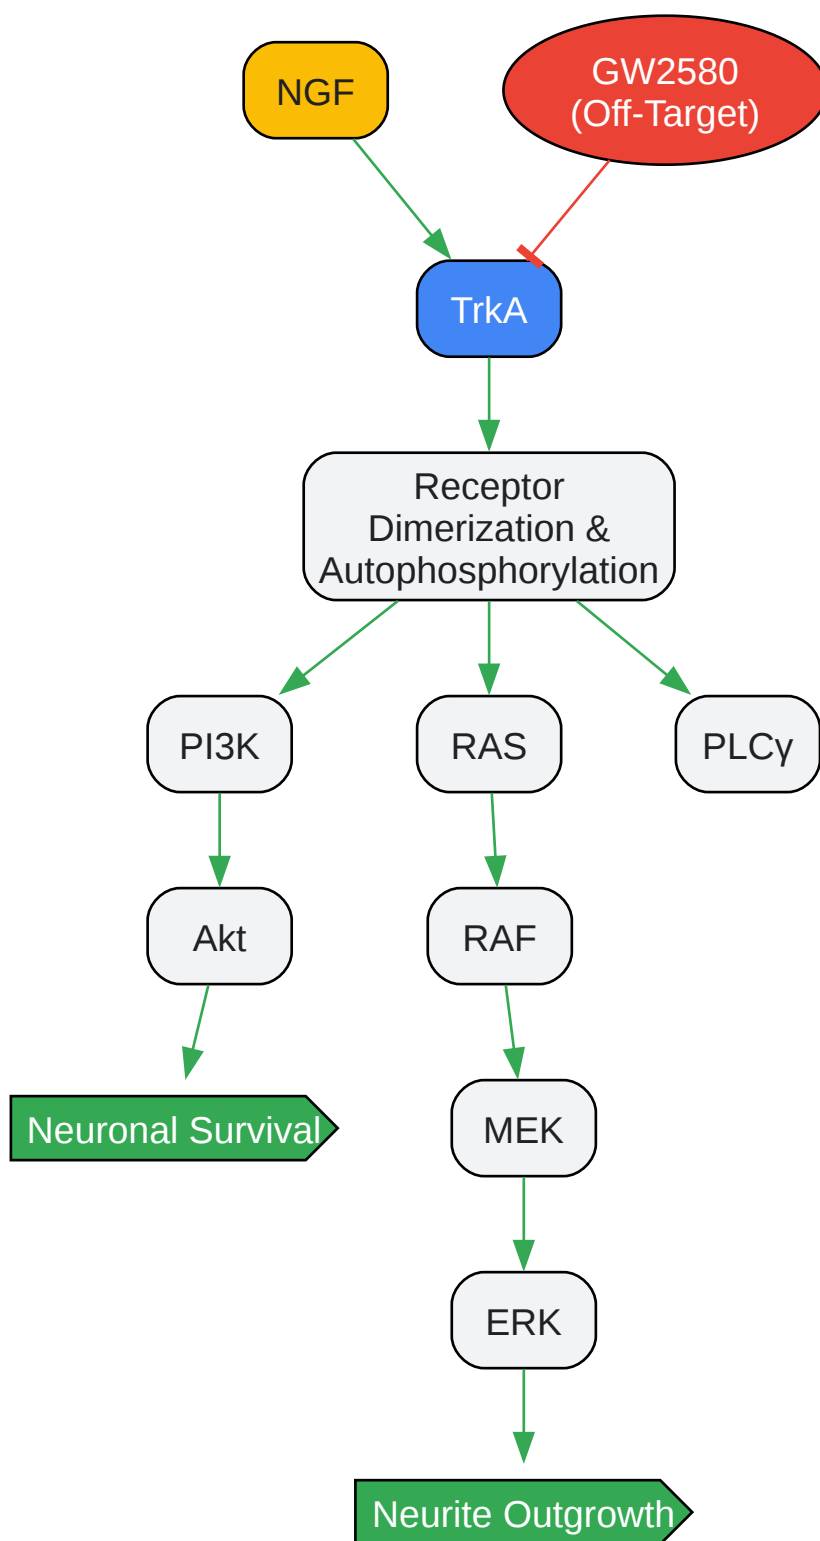 NGF
GW2580
(Off-Target)
TrkA
Receptor
Dimerization &
Autophosphorylation
PI3K
RAS
PLCγ
Akt
RAF
Neuronal Survival
MEK
ERK
Neurite Outgrowth